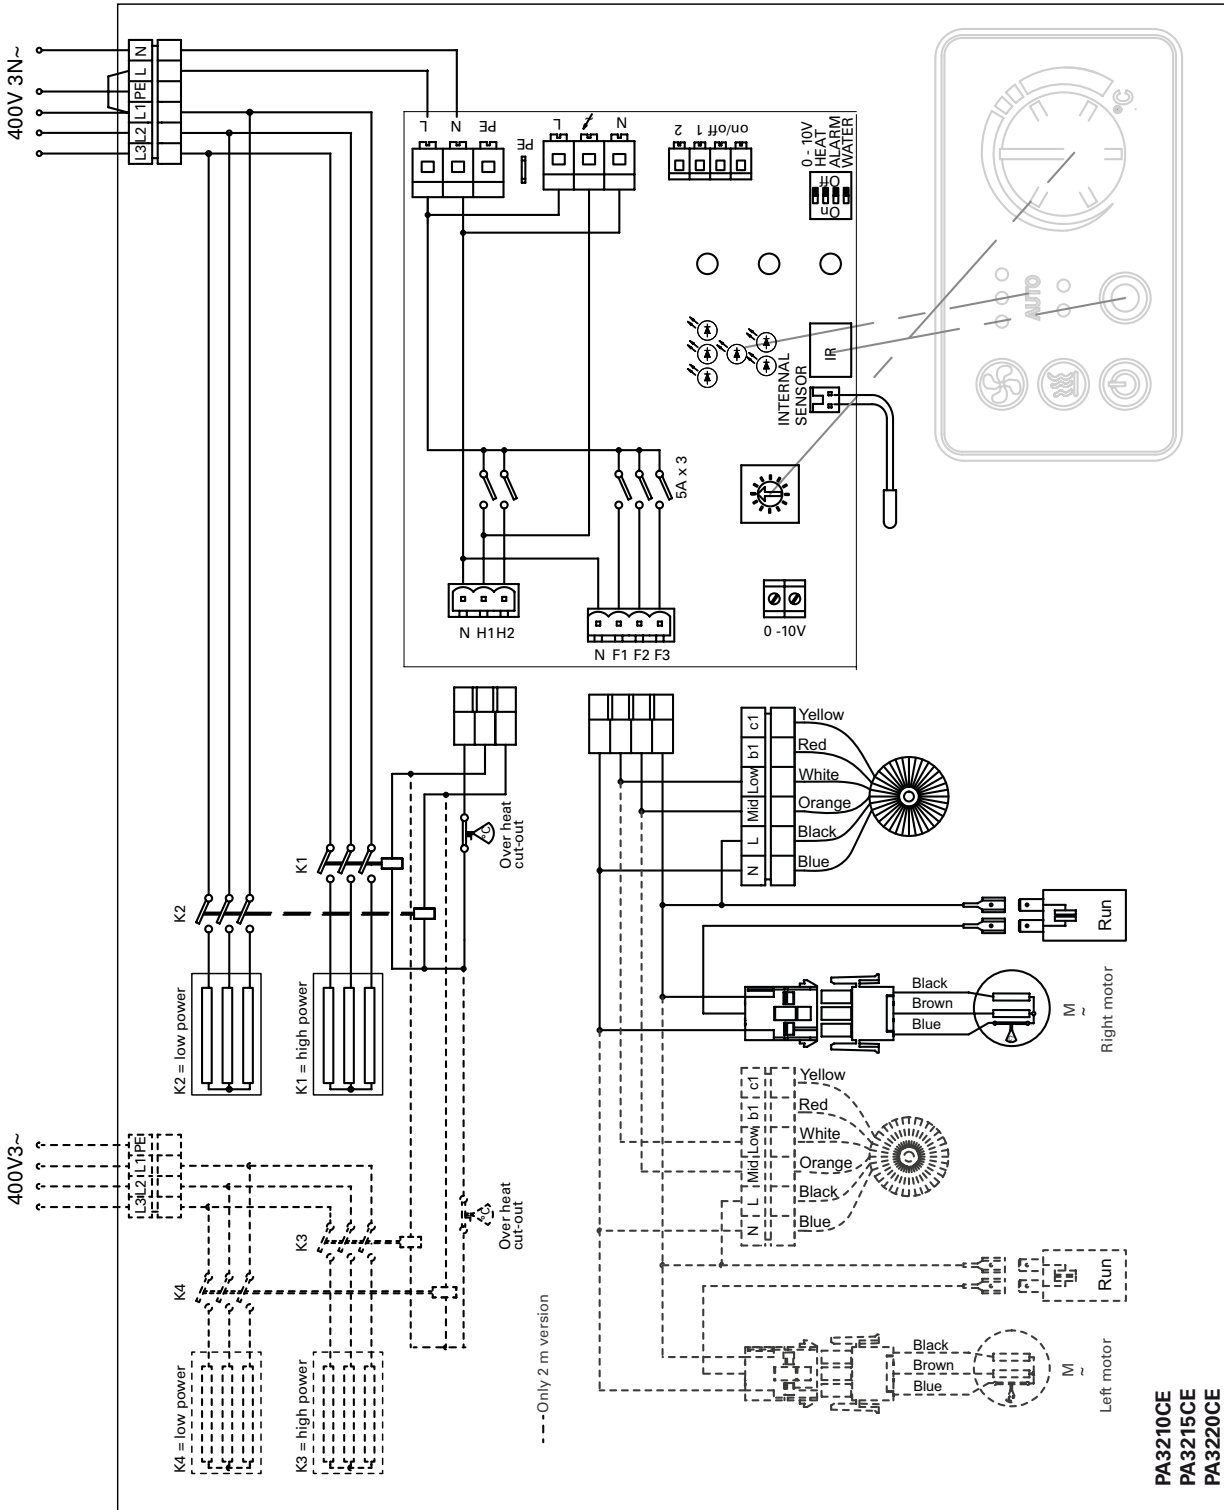 400V 3N~
N
L
PE
L1
L2
L3
L
N
PE
PE
L
N
2
1
on/off
0 - 10V
HEAT
ALARM
WATER
Off
On
°C
AUTO
IR
INTERNAL
SENSOR
5A x 3
N H1 H2
N F1 F2 F3
0 -10V
K1
K2
Over heat
cut-out
°C
K2 = low power
K1 = high power
c1
b1
Low
Mid
L
N
Yellow
Red
White
Orange
Black
Blue
Run
Black
Brown
Blue
M
~
Right motor
400V3~
PE
L1
L2
L3
K3
K4
Over heat
cut-out
°C
K4 = low power
K3 = high power
---- Only 2 m version
c1
b1
Low
Mid
L
N
Yellow
Red
White
Orange
Black
Blue
Run
Black
Brown
Blue
M
~
Left motor
PA3210CE
PA3215CE
PA3220CE